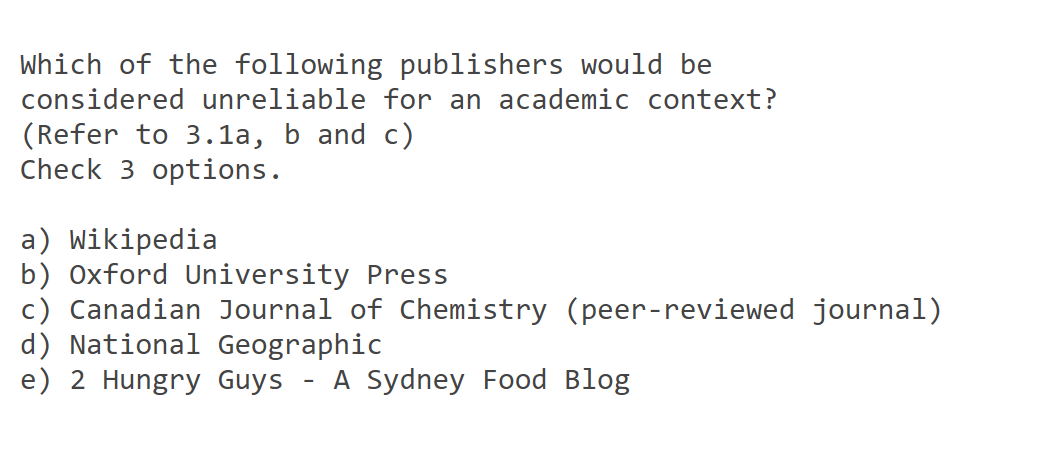 Which of the following publishers would be
considered unreliable for an academic context?
(Refer to 3.1a, b and c)
Check 3 options.
a) Wikipedia
b) Oxford University Press
c) Canadian Journal of Chemistry (peer-reviewed journal)
d) National Geographic
e) 2 Hungry Guys - A Sydney Food Blog